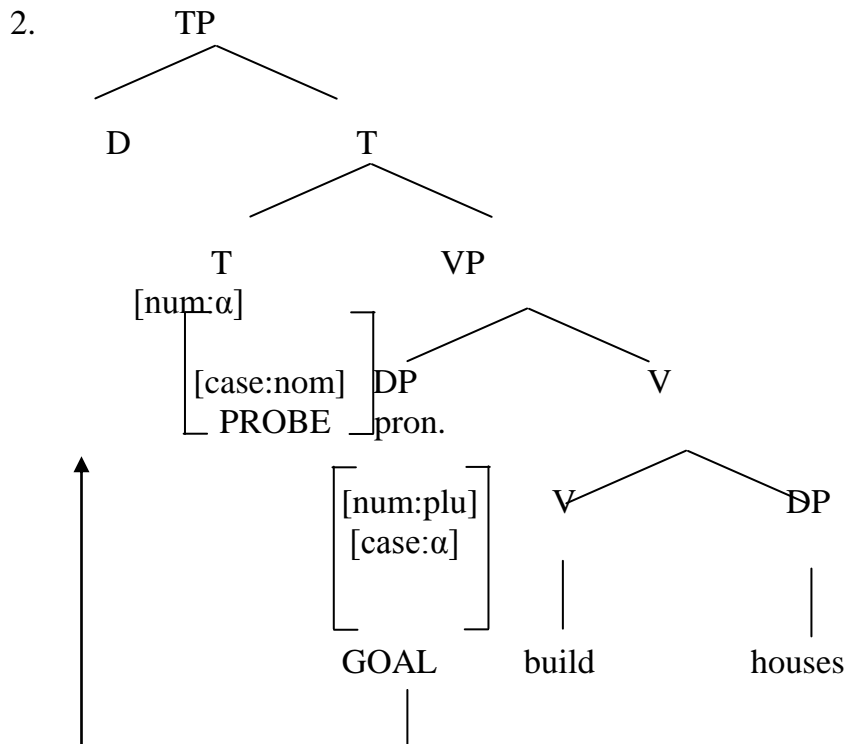 2. TP
D T
T VP
[num:α]
[case:nom] DP V
PROBE pron.
[num:plu] V DP
[case:α]
GOAL build houses